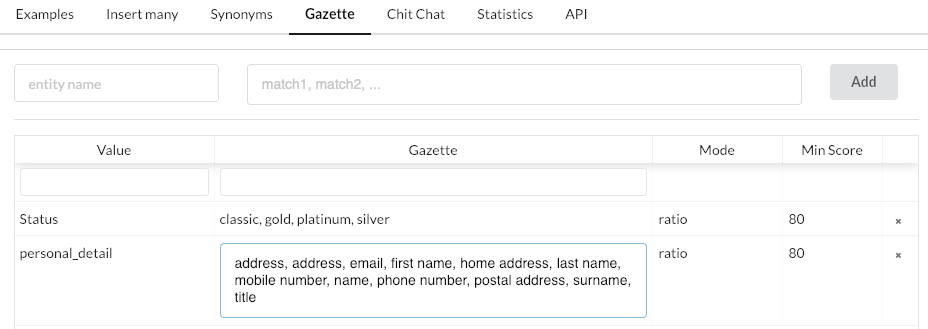 Examples Insert many Synonyms Gazette Chit Chat Statistics API
entity name match1, match2, ... Add
Value Gazette Mode Min Score
Status classic, gold, platinum, silver ratio 80 ×
personal_detail address, address, email, first name, home address, last name, ratio 80 ×
mobile number, name, phone number, postal address, surname,
title